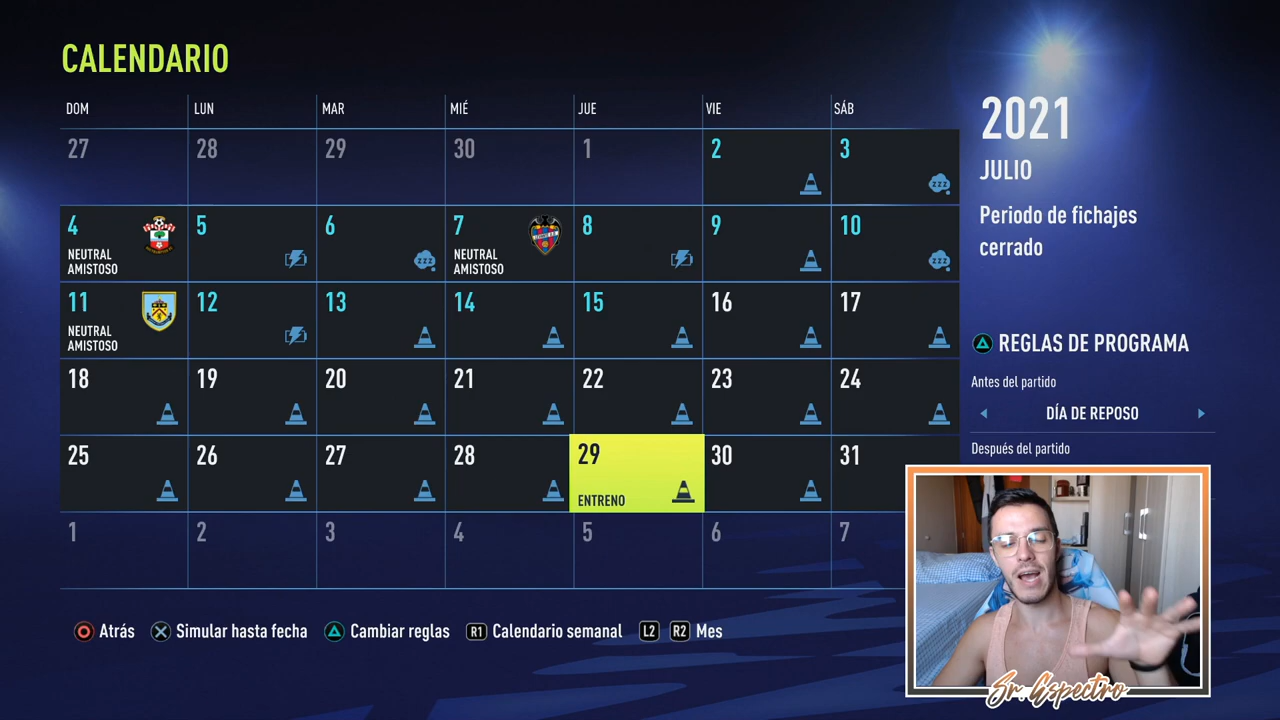 CALENDARIO
DOM LUN MAR MIÉ JUE VIE SÁB
27 28 29 30 1 2 3
4 5 6 7 8 9 10
NEUTRAL NEUTRAL
AMISTOSO AMISTOSO
11 12 13 14 15 16 17
NEUTRAL
AMISTOSO
18 19 20 21 22 23 24
25 26 27 28 29 30 31
ENTRENO
1 2 3 4 5 6 7
Atrás Simular hasta fecha Cambiar reglas R1 Calendario semanal L2 R2 Mes
2021
JULIO
Periodo de fichajes
cerrado
REGLAS DE PROGRAMA
Antes del partido
DÍA DE REPOSO
Después del partido
Sr. Espectro